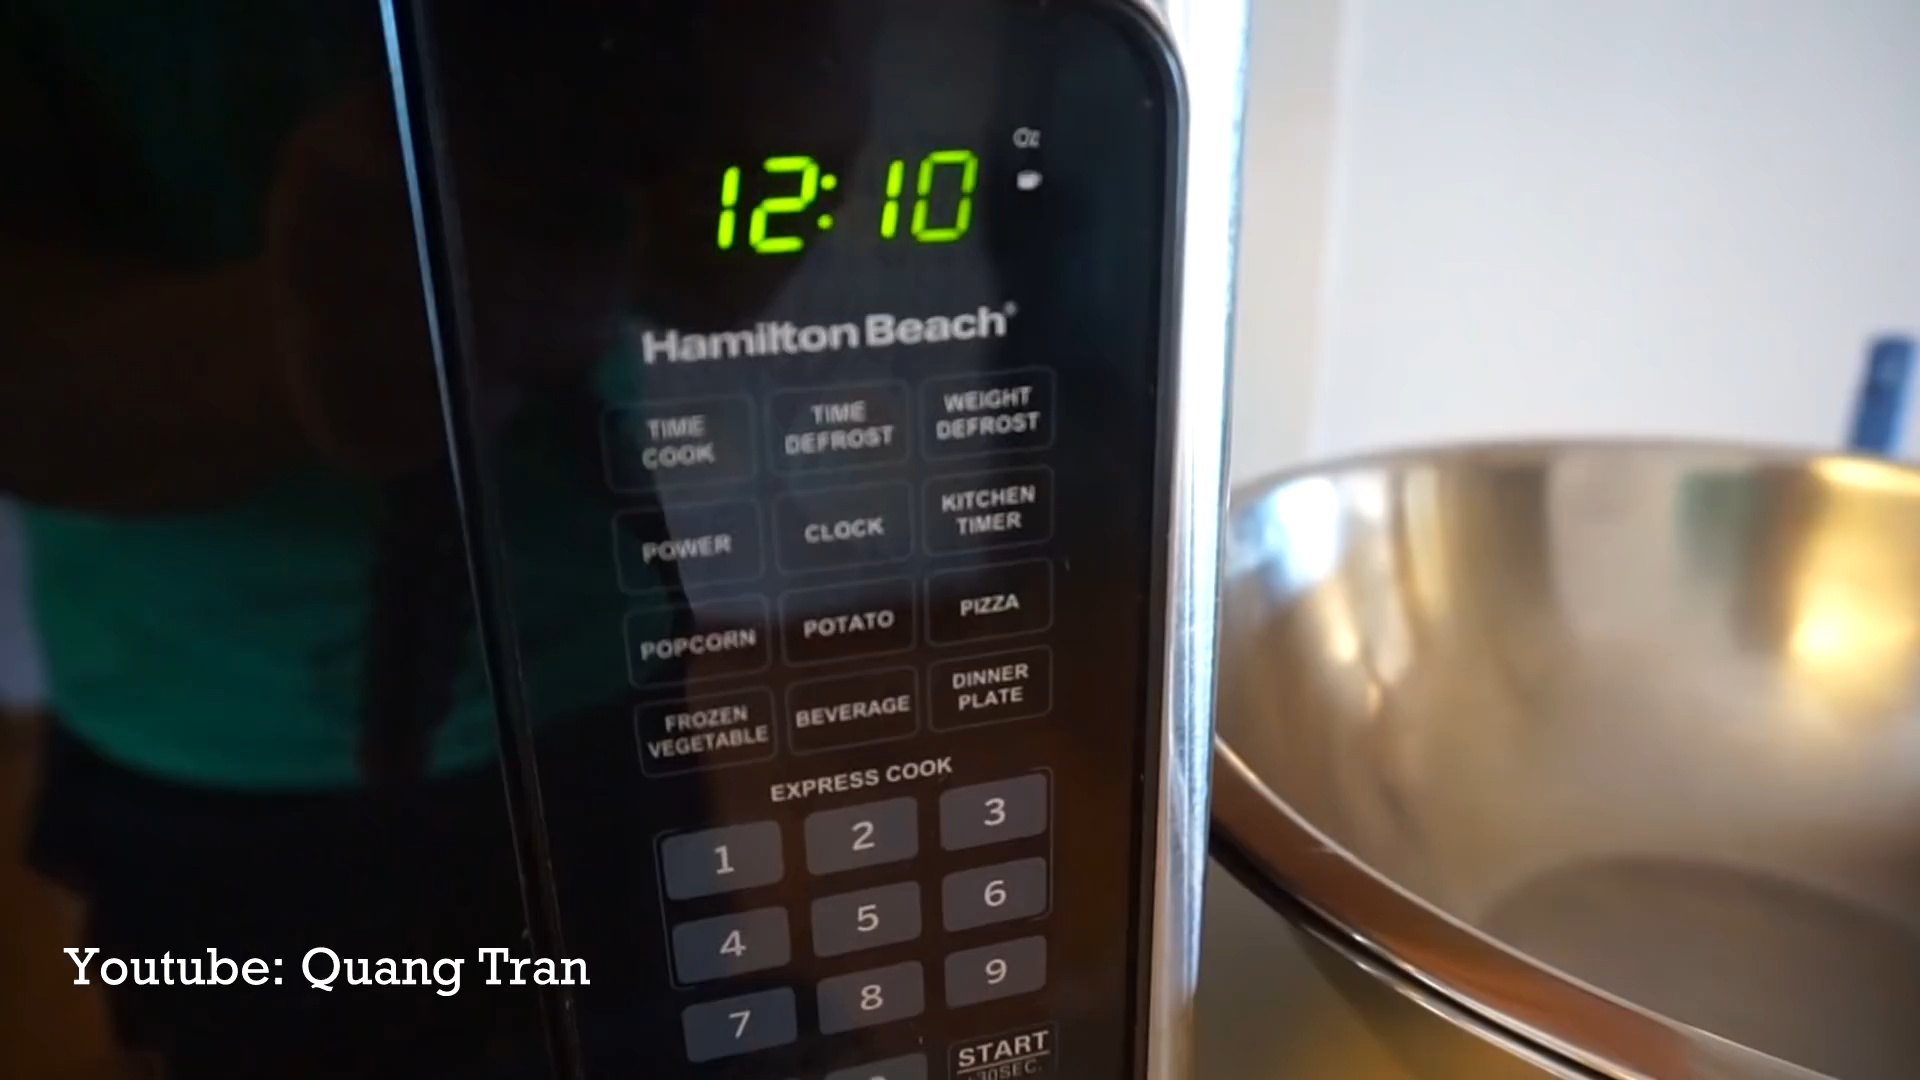 Oz
12:10
Hamilton Beach®
TIME
COOK
TIME
DEFROST
WEIGHT
DEFROST
POWER
CLOCK
KITCHEN
TIMER
POPCORN
POTATO
PIZZA
FROZEN
VEGETABLE
BEVERAGE
DINNER
PLATE
EXPRESS COOK
1
2
3
4
5
6
7
8
9
START
Youtube: Quang Tran